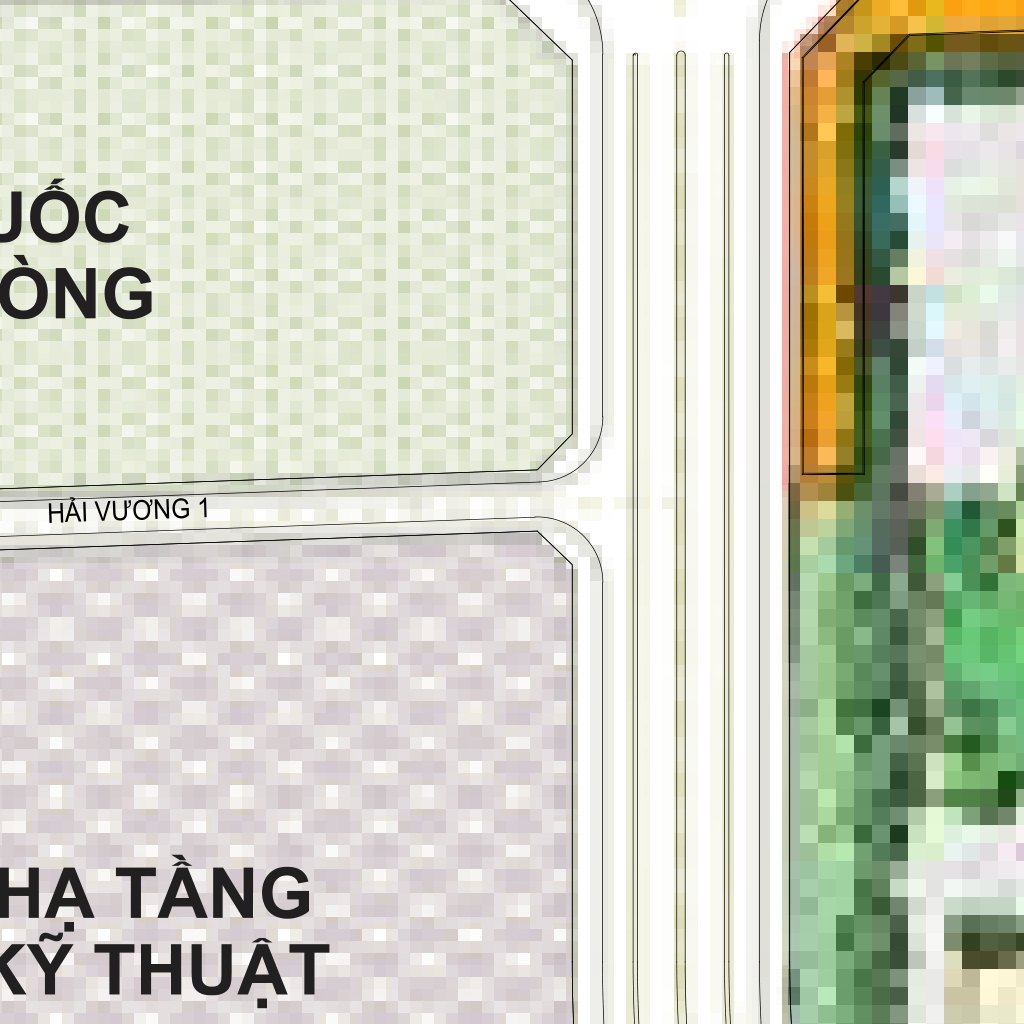 UỐC
ÒNG
HẢI VƯƠNG 1
HẠ TẦNG
KỸ THUẬT